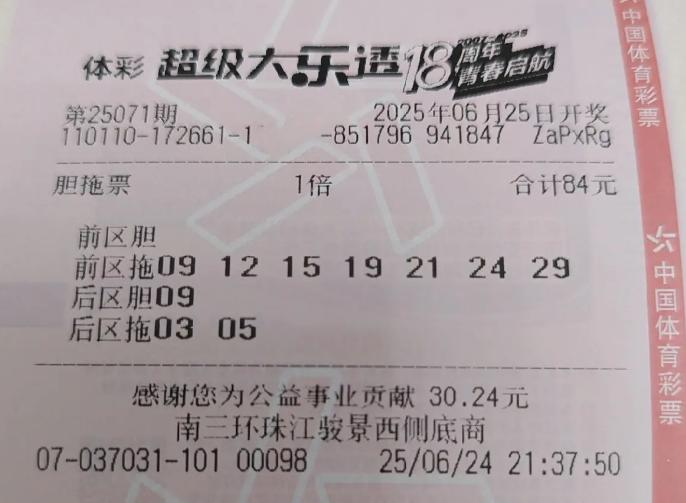 体彩 超级大乐透 18 2007-2025 周年 青春启航
第25071期 2025年06月25日开奖
110110-172661-1 -851796 941847 ZaPxRg
胆拖票 1倍 合计84元
前区胆
前区拖09 12 15 19 21 24 29
后区胆09
后区拖03 05
感谢您为公益事业贡献 30.24元
南三环珠江骏景西侧底商
07-037031-101 00098 25/06/24 21:37:50
中国体育彩票
中国体育彩票